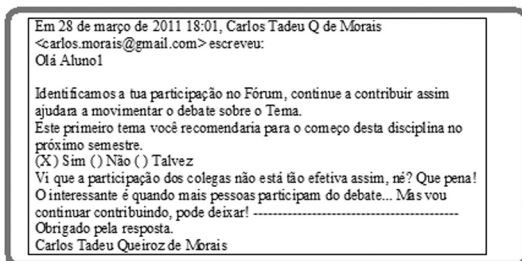 Em 28 de março de 2011 18:01, Carlos Tadeu Q de Morais
<carlos.morais@gmail.com> escreveu:
Olá Aluno1
Identificamos a tua participação no Fórum, continue a contribuir assim
ajudara a movimentar o debate sobre o Tema.
Este primeiro tema você recomendaria para o começo desta disciplina no
próximo semestre.
(X) Sim ( ) Não ( ) Talvez
Vi que a participação dos colegas não está tão efetiva assim, né? Que pena!
O interessante é quando mais pessoas participam do debate... Mas vou
continuar contribuindo, pode deixar! ------------------------------------------
Obrigado pela resposta.
Carlos Tadeu Queiroz de Morais